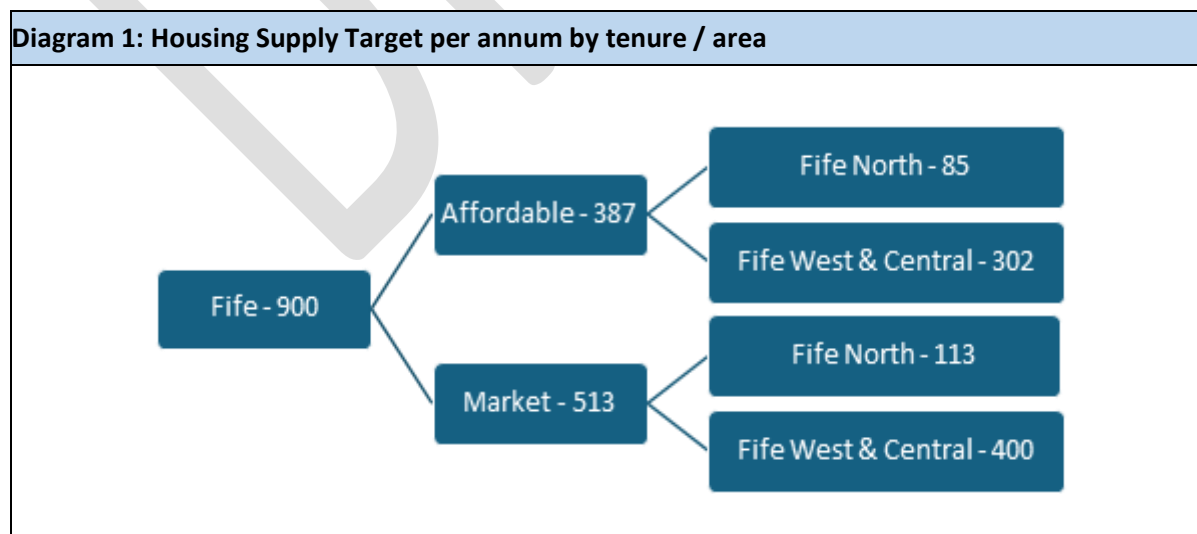 Diagram 1: Housing Supply Target per annum by tenure / area
Fife North - 85
Affordable - 387
Fife West & Central - 302
Fife - 900
Fife North - 113
Market - 513
Fife West & Central - 400